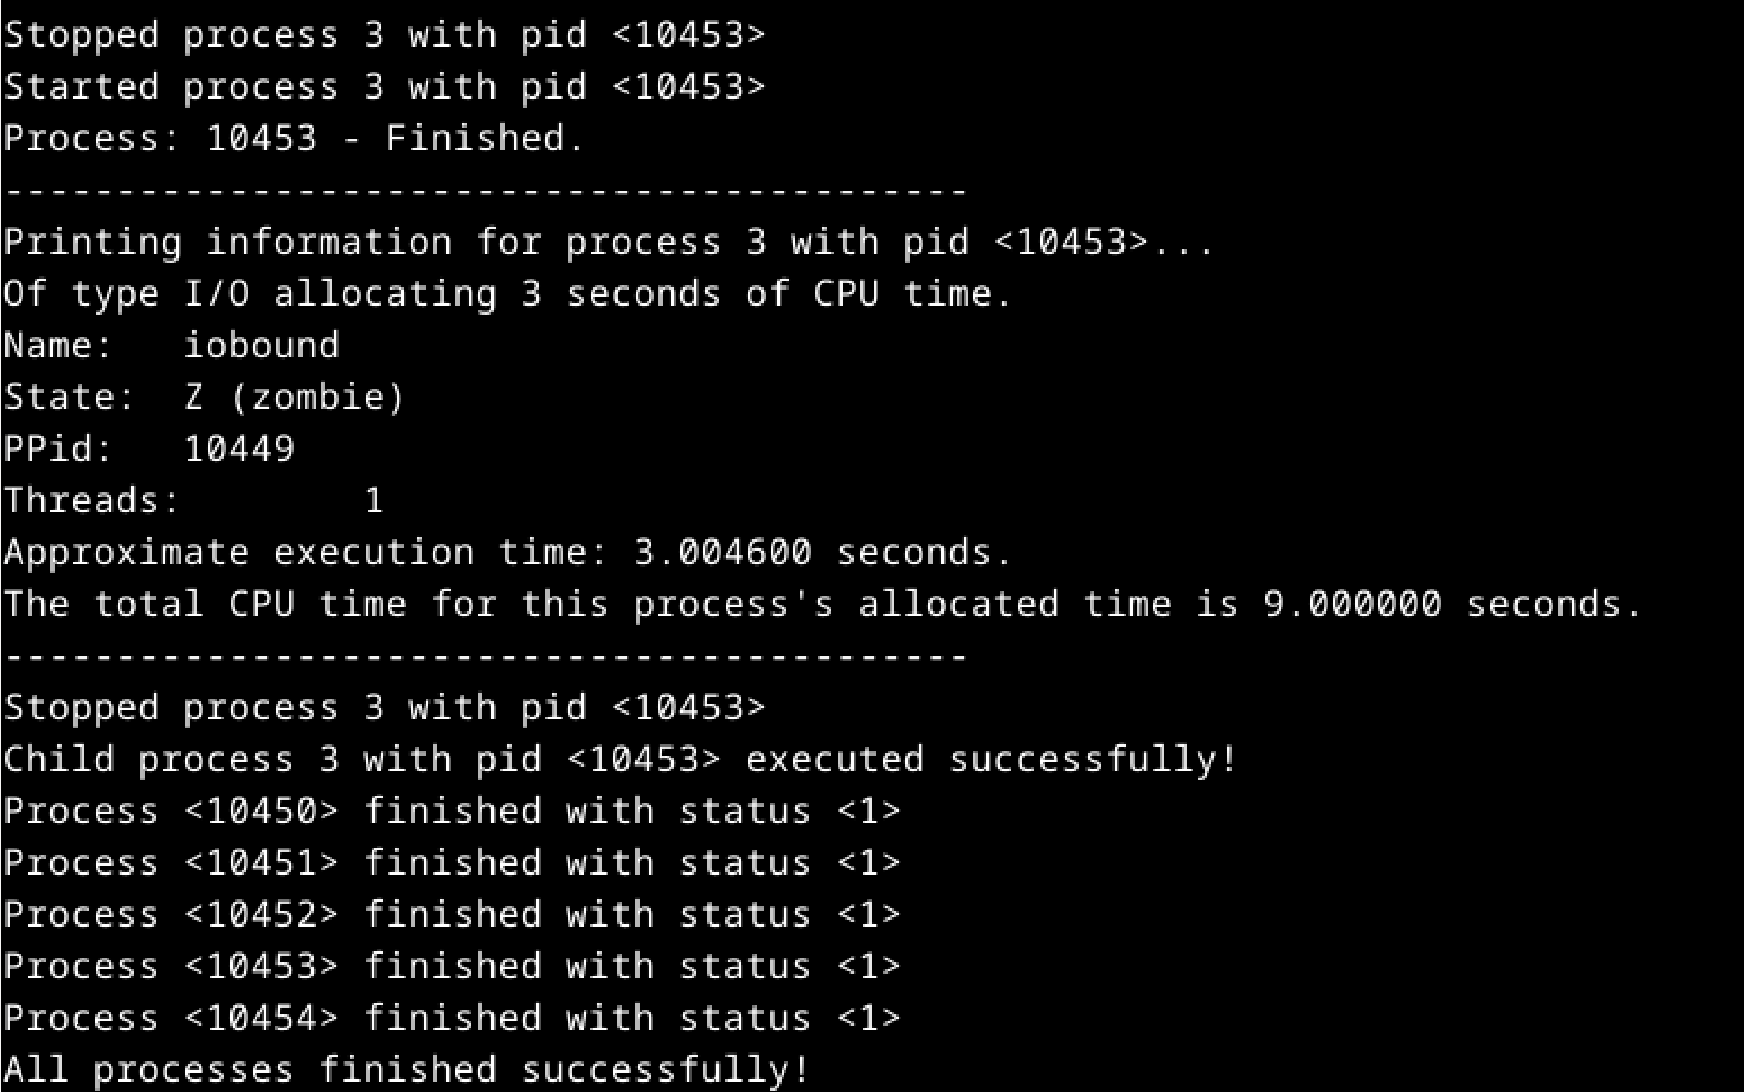 Stopped process 3 with pid <10453>
Started process 3 with pid <10453>
Process: 10453 - Finished.
-------------------------------------------
Printing information for process 3 with pid <10453>...
Of type I/O allocating 3 seconds of CPU time.
Name:   iobound
State:  Z (zombie)
PPid:   10449
Threads:        1
Approximate execution time: 3.004600 seconds.
The total CPU time for this process's allocated time is 9.000000 seconds.
-------------------------------------------
Stopped process 3 with pid <10453>
Child process 3 with pid <10453> executed successfully!
Process <10450> finished with status <1>
Process <10451> finished with status <1>
Process <10452> finished with status <1>
Process <10453> finished with status <1>
Process <10454> finished with status <1>
All processes finished successfully!